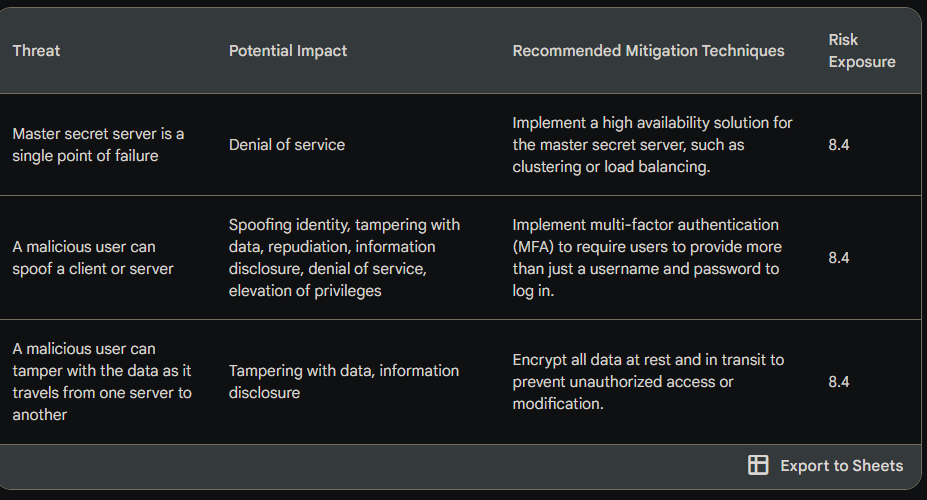 Threat
Potential Impact
Recommended Mitigation Techniques
Risk
Exposure
Master secret server is a
single point of failure
Denial of service
Implement a high availability solution for
the master secret server, such as
clustering or load balancing.
8.4
A malicious user can
spoof a client or server
Spoofing identity, tampering with
data, repudiation, information
disclosure, denial of service,
elevation of privileges
Implement multi-factor authentication
(MFA) to require users to provide more
than just a username and password to
log in.
8.4
A malicious user can
tamper with the data as it
travels from one server to
another
Tampering with data, information
disclosure
Encrypt all data at rest and in transit to
prevent unauthorized access or
modification.
8.4
Export to Sheets